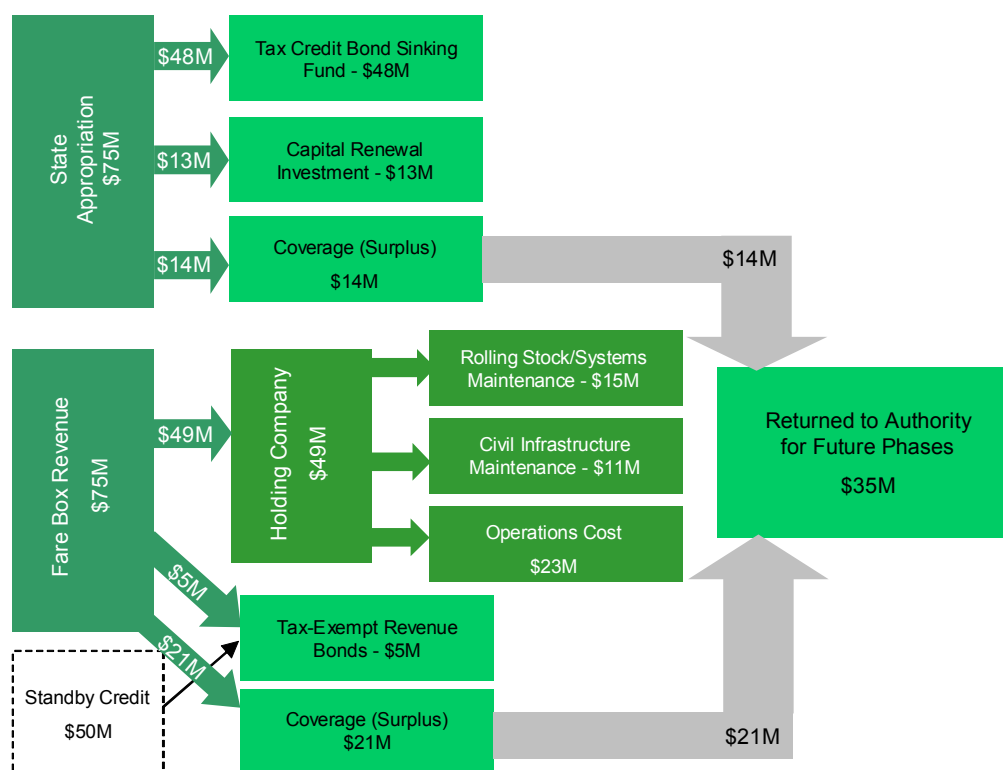 State
Appropriation
$75M
$48M
Tax Credit Bond Sinking
Fund - $48M
$13M
Capital Renewal
Investment - $13M
$14M
Coverage (Surplus)
$14M
$14M
Fare Box Revenue
$75M
$49M
Holding Company
$49M
Rolling Stock/Systems
Maintenance - $15M
Civil Infrastructure
Maintenance - $11M
Operations Cost
$23M
Returned to Authority
for Future Phases
$35M
$5M
Tax-Exempt Revenue
Bonds - $5M
$21M
Coverage (Surplus)
$21M
$21M
Standby Credit
$50M